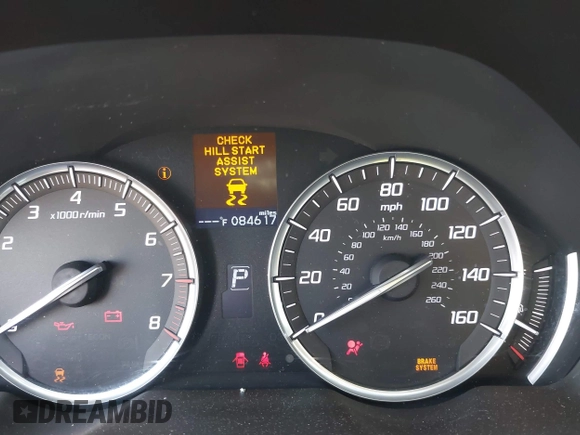 CHECK
HILL START
ASSIST
SYSTEM
miles
---°F 084617
2 3 4 5 6 7 8
x1000r/min
P
0 20 40 60 80 100 120 140 160
mph
20 40 60 80 100 120 140 160 180 200 220 240 260
km/h
BRAKE
SYSTEM
DREAMBID